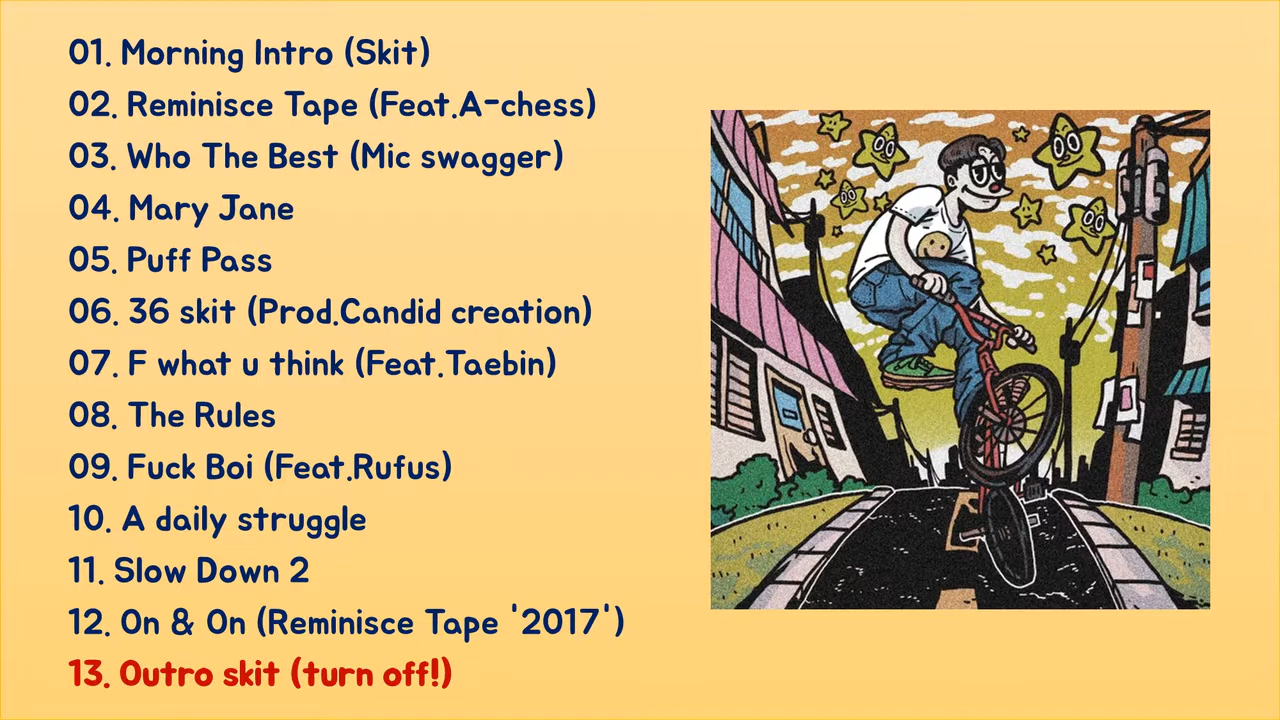 01. Morning Intro (Skit)
02. Reminisce Tape (Feat.A-chess)
03. Who The Best (Mic swagger)
04. Mary Jane
05. Puff Pass
06. 36 skit (Prod.Candid creation)
07. F what u think (Feat.Taebin)
08. The Rules
09. Fuck Boi (Feat.Rufus)
10. A daily struggle
11. Slow Down 2
12. On & On (Reminisce Tape '2017')
13. Outro skit (turn off!)